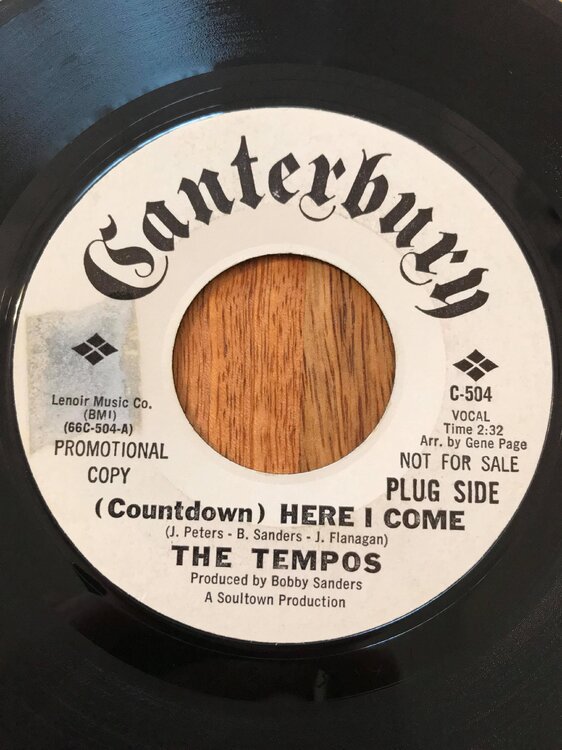 Canterbury
Lenoir Music Co.
(BMI)
(66C-504-A)
PROMOTIONAL
COPY
C-504
VOCAL
Time 2:32
Arr. by Gene Page
NOT FOR SALE
PLUG SIDE
(Countdown) HERE I COME
(J. Peters - B. Sanders - J. Flanagan)
THE TEMPOS
Produced by Bobby Sanders
A Soultown Production